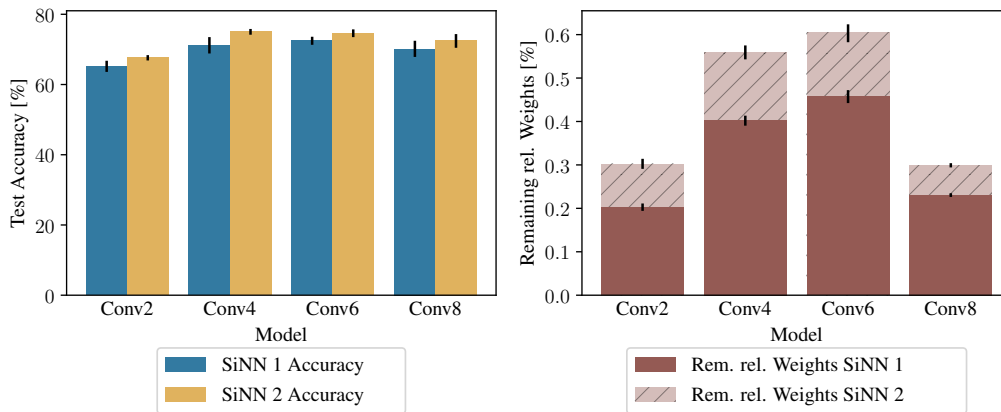 80
60
40
20
0
Test Accuracy [%]
Conv2 Conv4 Conv6 Conv8
Model
SiNN 1 Accuracy
SiNN 2 Accuracy
0.6
0.5
0.4
0.3
0.2
0.1
0.0
Remaining rel. Weights [%]
Conv2 Conv4 Conv6 Conv8
Model
Rem. rel. Weights SiNN 1
Rem. rel. Weights SiNN 2